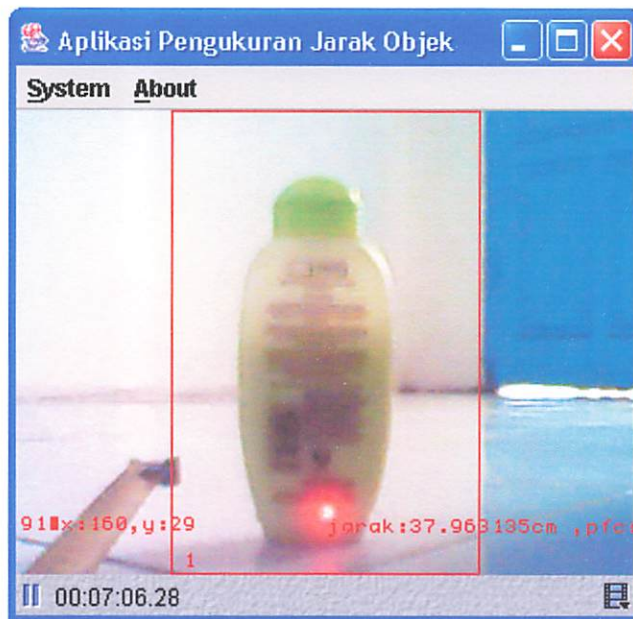 Aplikasi Pengukuran Jarak Objek
System About
91 x:160,y:29 jarak:37.963135cm ,pfc
1
00:07:06.28